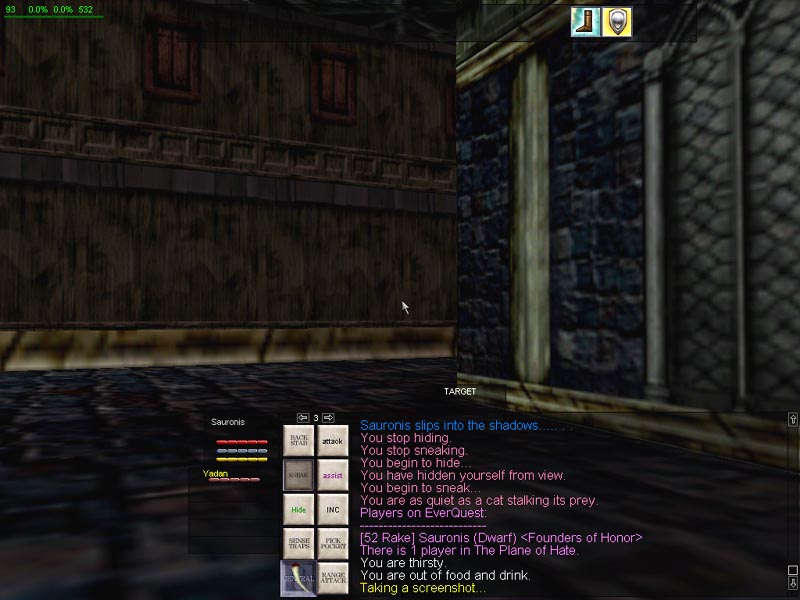 93 0.0% 0.0% 532
TARGET
Sauronis
Yadan
3
BACK STAB
attack
SNEAK
assist
Hide
INC
SENSE TRAPS
PICK POCKET
GENERAL
RANGE ATTACK
Sauronis slips into the shadows..... . .
You stop hiding.
You stop sneaking.
You begin to hide...
You have hidden yourself from view.
You begin to sneak...
You are as quiet as a cat stalking its prey.
Players on EverQuest:
---------------------------
[52 Rake] Sauronis (Dwarf) <Founders of Honor>
There is 1 player in The Plane of Hate.
You are thirsty.
You are out of food and drink.
Taking a screenshot...